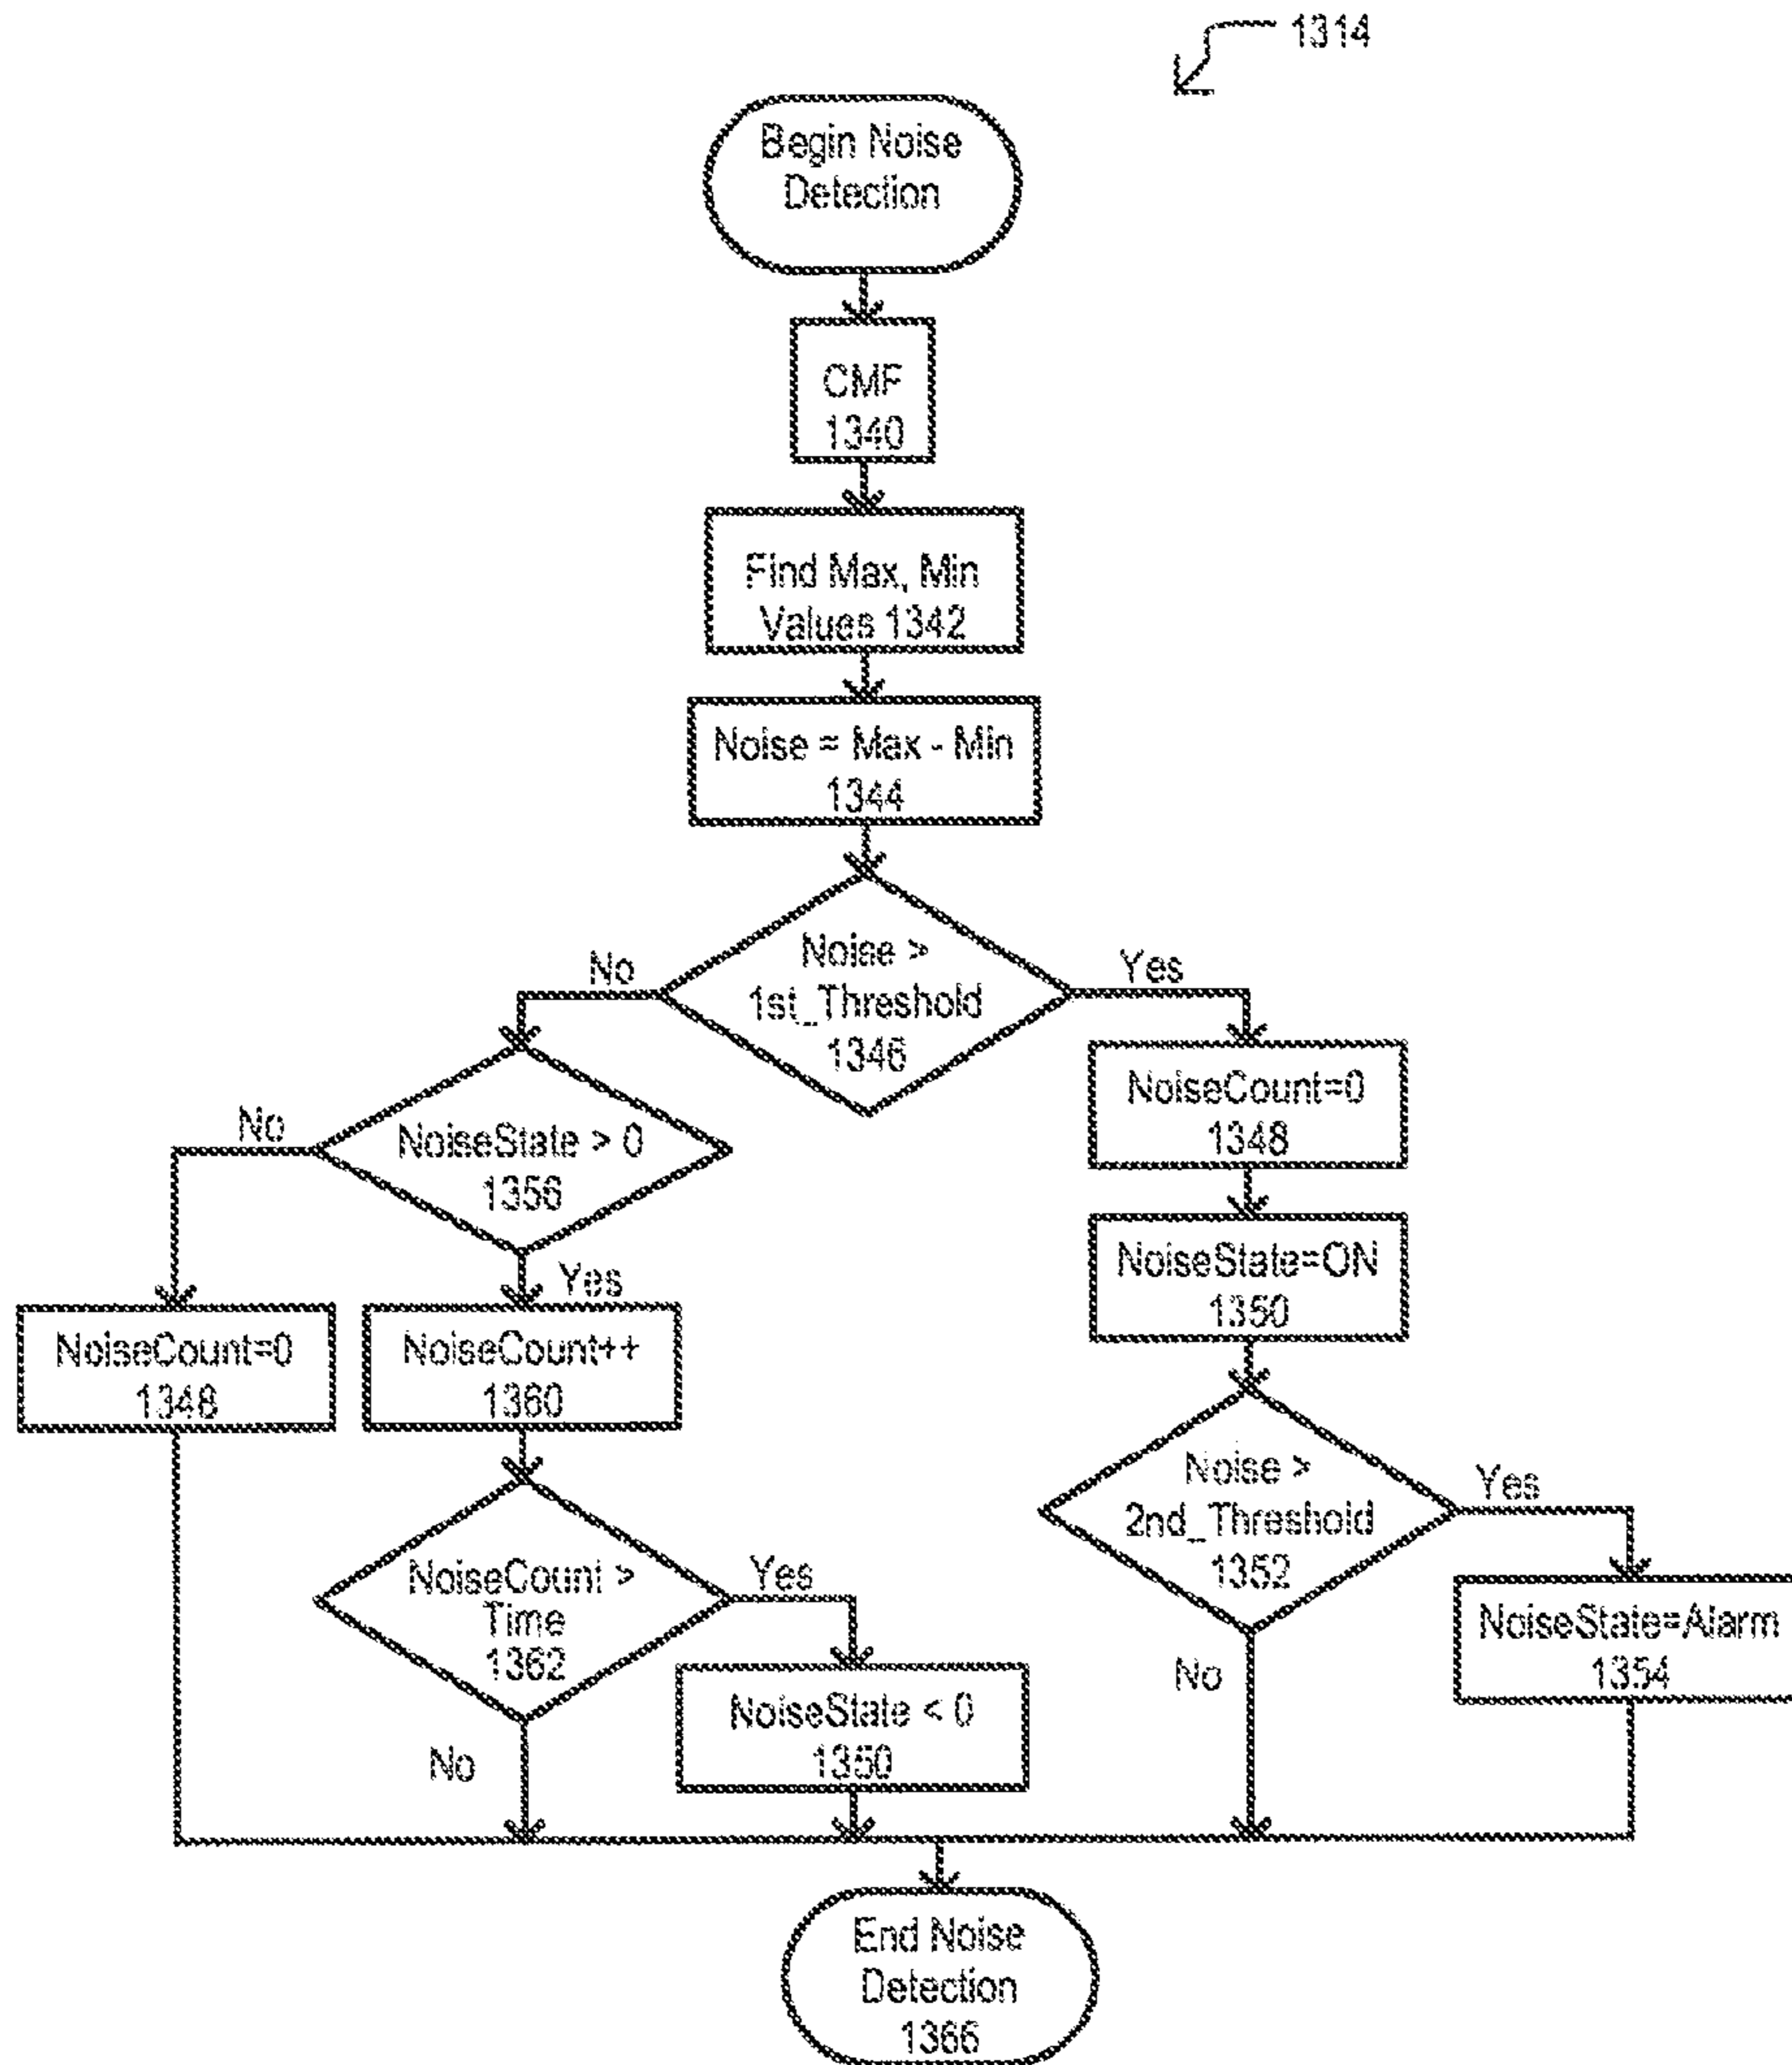 1314
Begin Noise
Detection
CMF
1340
Find Max, Min
Values 1342
Noise = Max - Min
1344
Noise >
1st_Threshold
1346
No
Yes
NoiseState > 0
1356
No
Yes
NoiseCount=0
1348
NoiseState=ON
1350
NoiseCount=0
1348
NoiseCount++
1360
Noise >
2nd_Threshold
1352
Yes
No
NoiseCount >
Time
1362
Yes
No
NoiseState < 0
1350
NoiseState=Alarm
1354
End Noise
Detection
1366